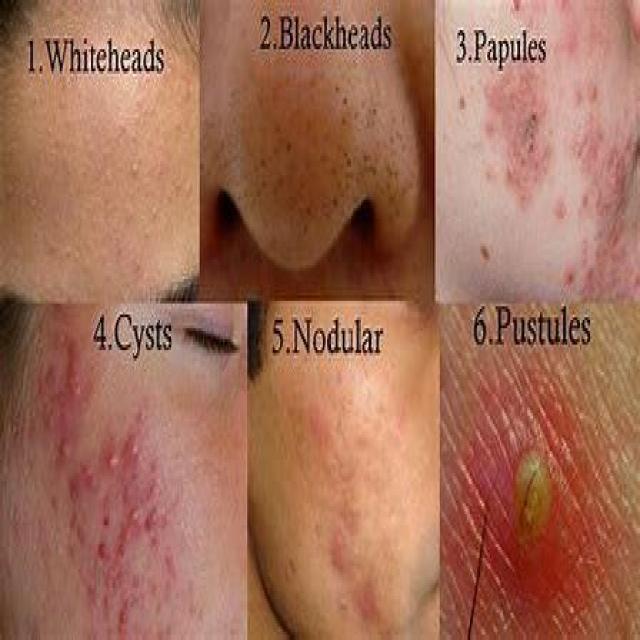 1.Whiteheads
2.Blackheads
3.Papules
4.Cysts
5.Nodular
6.Pustules